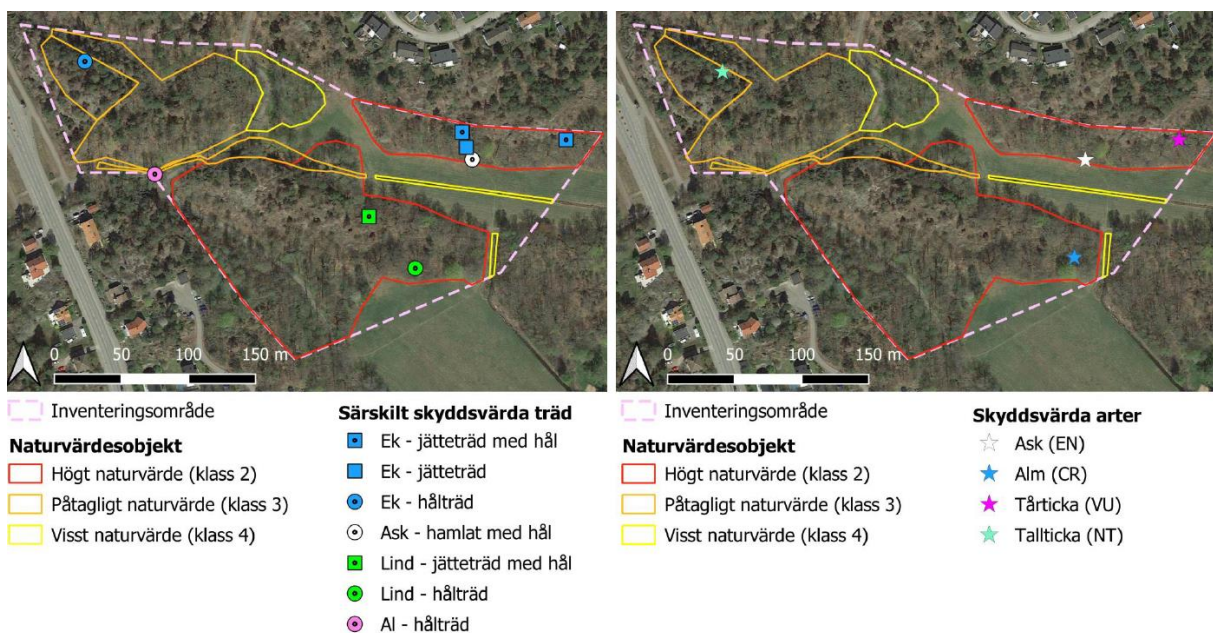 0 50 100 150 m
Inventeringsområde
Naturvärdesobjekt
Högt naturvärde (klass 2)
Påtagligt naturvärde (klass 3)
Visst naturvärde (klass 4)
Särskilt skyddsvärda träd
Ek - jätteträd med hål
Ek - jätteträd
Ek - hålträd
Ask - hamlat med hål
Lind - jätteträd med hål
Lind - hålträd
Al - hålträd
0 50 100 150 m
Inventeringsområde
Naturvärdesobjekt
Högt naturvärde (klass 2)
Påtagligt naturvärde (klass 3)
Visst naturvärde (klass 4)
Skyddsvärda arter
Ask (EN)
Alm (CR)
Tårticka (VU)
Tallticka (NT)